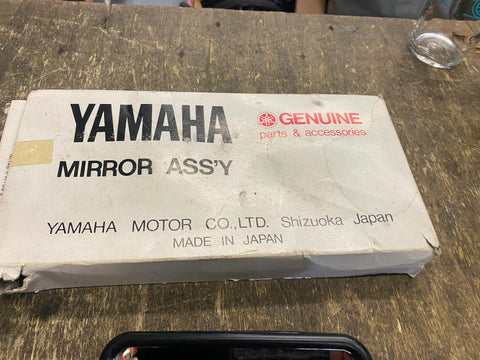 YAMAHA
GENUINE
parts & accessories
MIRROR ASS'Y
YAMAHA MOTOR CO.,LTD. Shizuoka Japan
MADE IN JAPAN